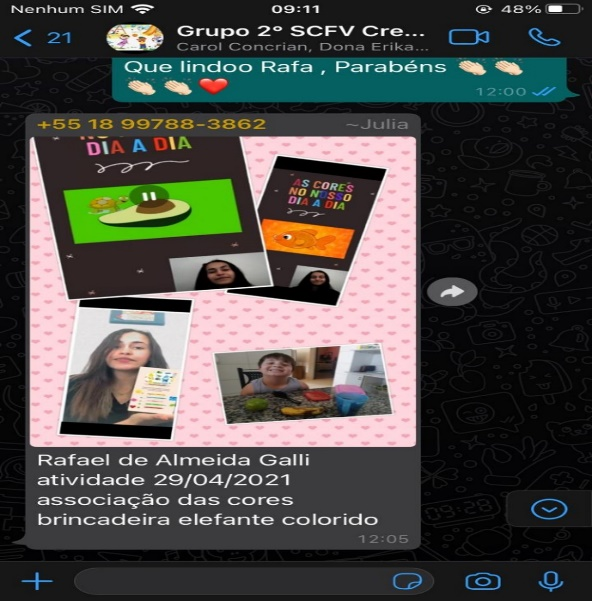 Nenhum SIM 09:11 48%
21 Grupo 2º SCFV Cre...
Carol Concrian, Dona Erika...
Que lindoo Rafa , Parabéns 👏🏻 👏🏻
👏🏻 👏🏻 ❤️
12:00
+55 18 99788-3862 ~Julia
NO
DIA A DIA
AS CORES
NO NOSSO
DIA A DIA
Rafael de Almeida Galli
atividade 29/04/2021
associação das cores
brincadeira elefante colorido
12:05